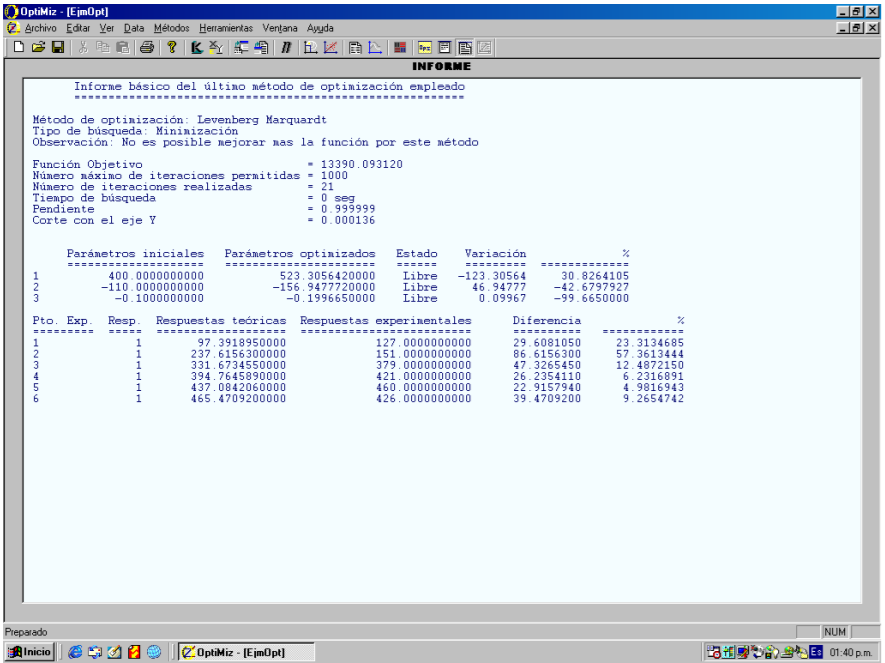 OptiMiz - [EjmOpt]
Archivo Editar Ver Data Métodos Herramientas Ventana Ayuda
INFORME
Informe básico del último método de optimización empleado
=========================================================
Método de optimización: Levenberg Marquardt
Tipo de búsqueda: Minimización
Observación: No es posible mejorar mas la función por este método
Función Objetivo = 13390.093120
Número máximo de iteraciones permitidas = 1000
Número de iteraciones realizadas = 21
Tiempo de búsqueda = 0 seg
Pendiente = 0.999999
Corte con el eje Y = 0.000136
Parámetros iniciales Parámetros optimizados Estado Variación %
==================== ====================== ====== ========= =============
1 400.0000000000 523.3056420000 Libre -123.30564 30.8264105
2 -110.0000000000 -156.9477720000 Libre 46.94777 -42.6797927
3 -0.1000000000 -0.1996650000 Libre 0.09967 -99.6650000
Pto. Exp. Resp. Respuestas teóricas Respuestas experimentales Diferencia %
========= ===== =================== ========================= =========== ============
1 1 97.3918950000 127.0000000000 29.6081050 23.3134685
2 1 237.6156300000 151.0000000000 86.6156300 57.3613444
3 1 331.6734550000 379.0000000000 47.3265450 12.4872150
4 1 394.7645890000 421.0000000000 26.2354110 6.2316891
5 1 437.0842060000 460.0000000000 22.9157940 4.9816943
6 1 465.4709200000 426.0000000000 39.4709200 9.2654742
Preparado NUM
Inicio OptiMiz - [EjmOpt] Es 01:40 p.m.